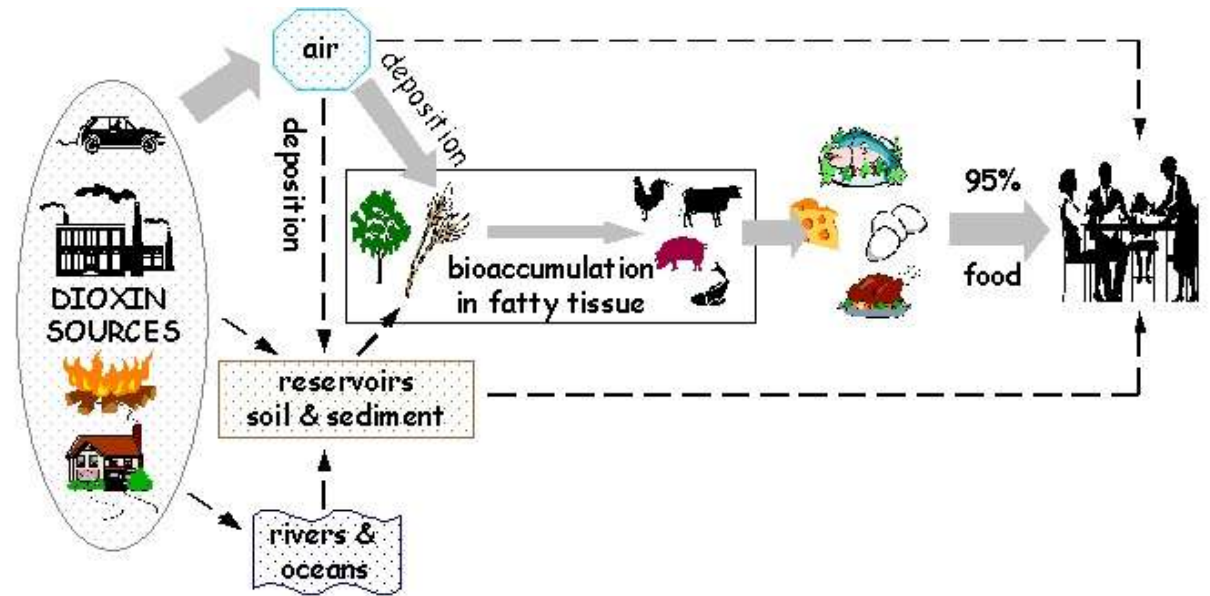 air
deposition
deposition
DIOXIN
SOURCES
bioaccumulation
in fatty tissue
95%
food
reservoirs
soil & sediment
rivers &
oceans